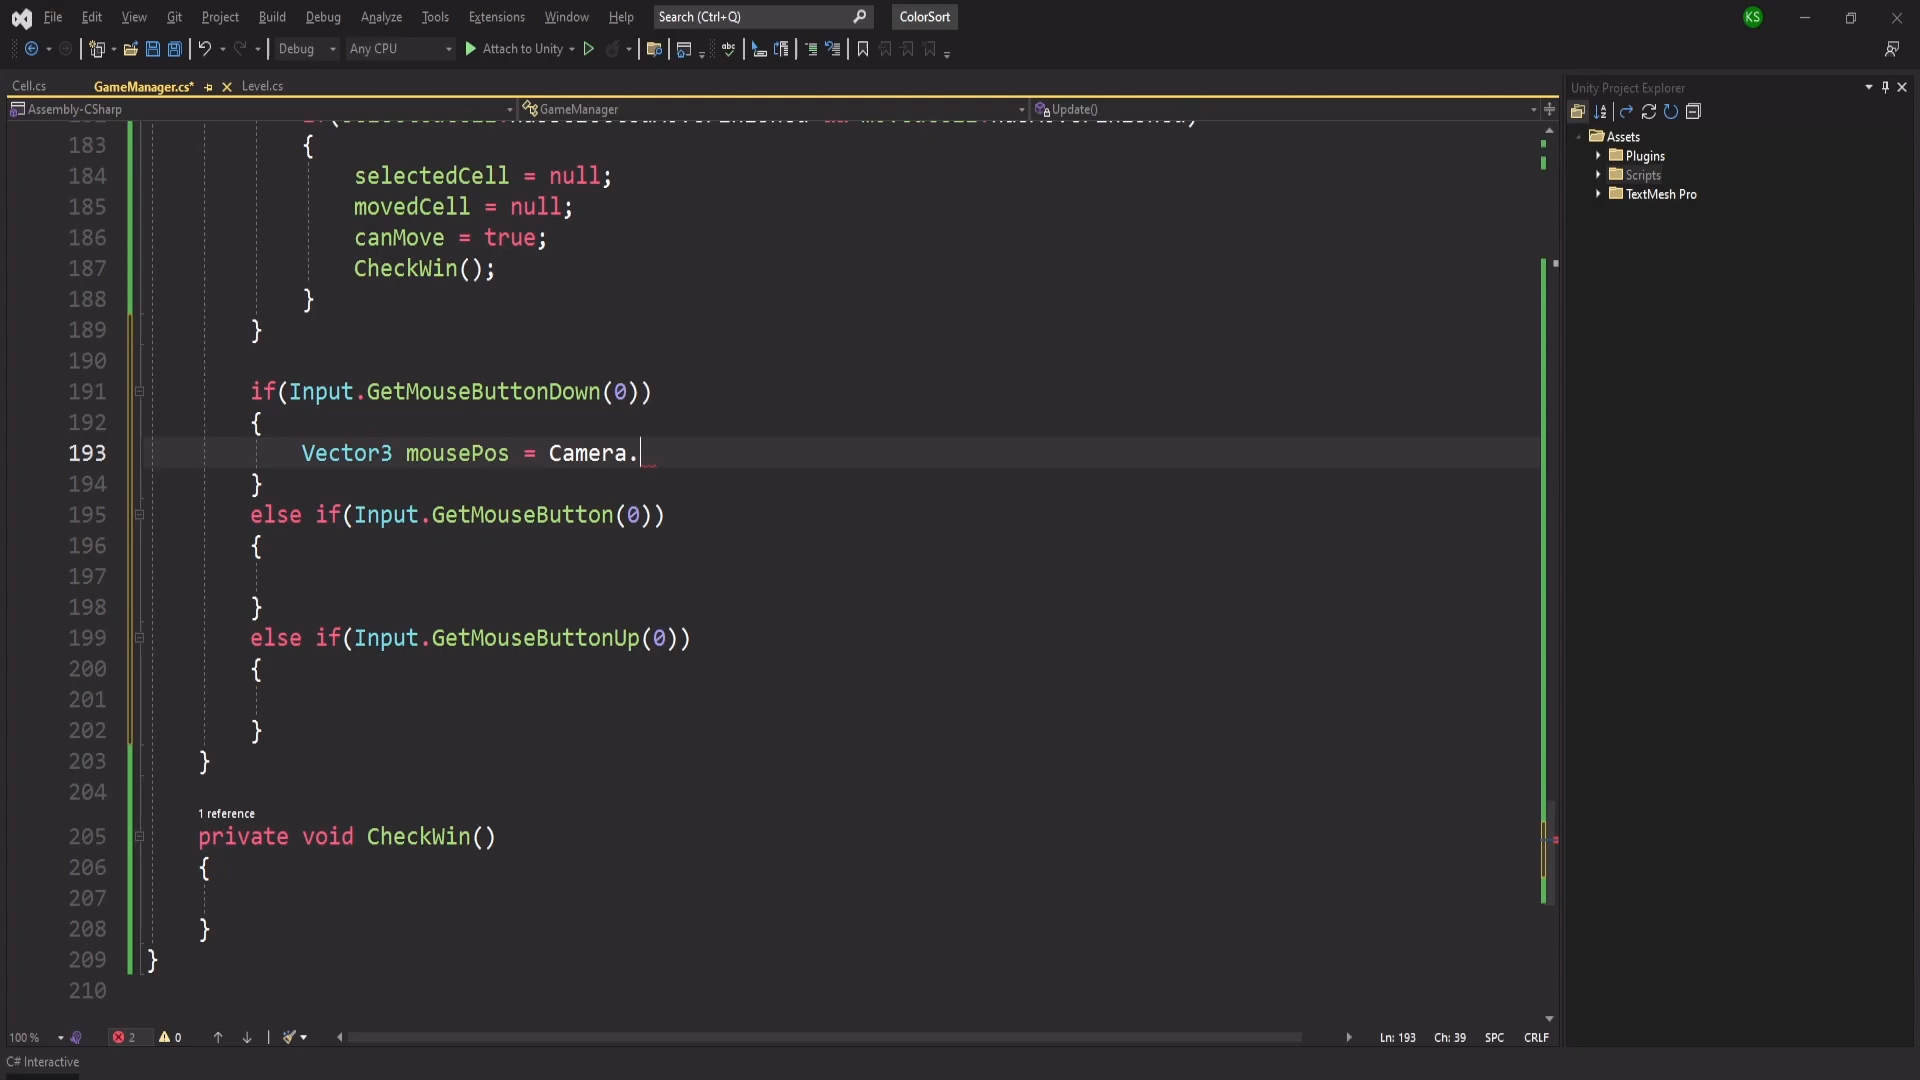 File Edit View Git Project Build Debug Analyze Tools Extensions Window Help Search (Ctrl+Q) ColorSort KS
Debug Any CPU Attach to Unity
Cell.cs GameManager.cs* Level.cs
Assembly-CSharp GameManager Update()
183 {
184 selectedCell = null;
185 movedCell = null;
186 canMove = true;
187 CheckWin();
188 }
189 }
190
191 if(Input.GetMouseButtonDown(0))
192 {
193 Vector3 mousePos = Camera.
194 }
195 else if(Input.GetMouseButton(0))
196 {
197
198 }
199 else if(Input.GetMouseButtonUp(0))
200 {
201
202 }
203 }
204
1 reference
205 private void CheckWin()
206 {
207
208 }
209 }
210
100 % 2 0 Ln: 193 Ch: 39 SPC CRLF
C# Interactive
Unity Project Explorer
Assets
Plugins
Scripts
TextMesh Pro